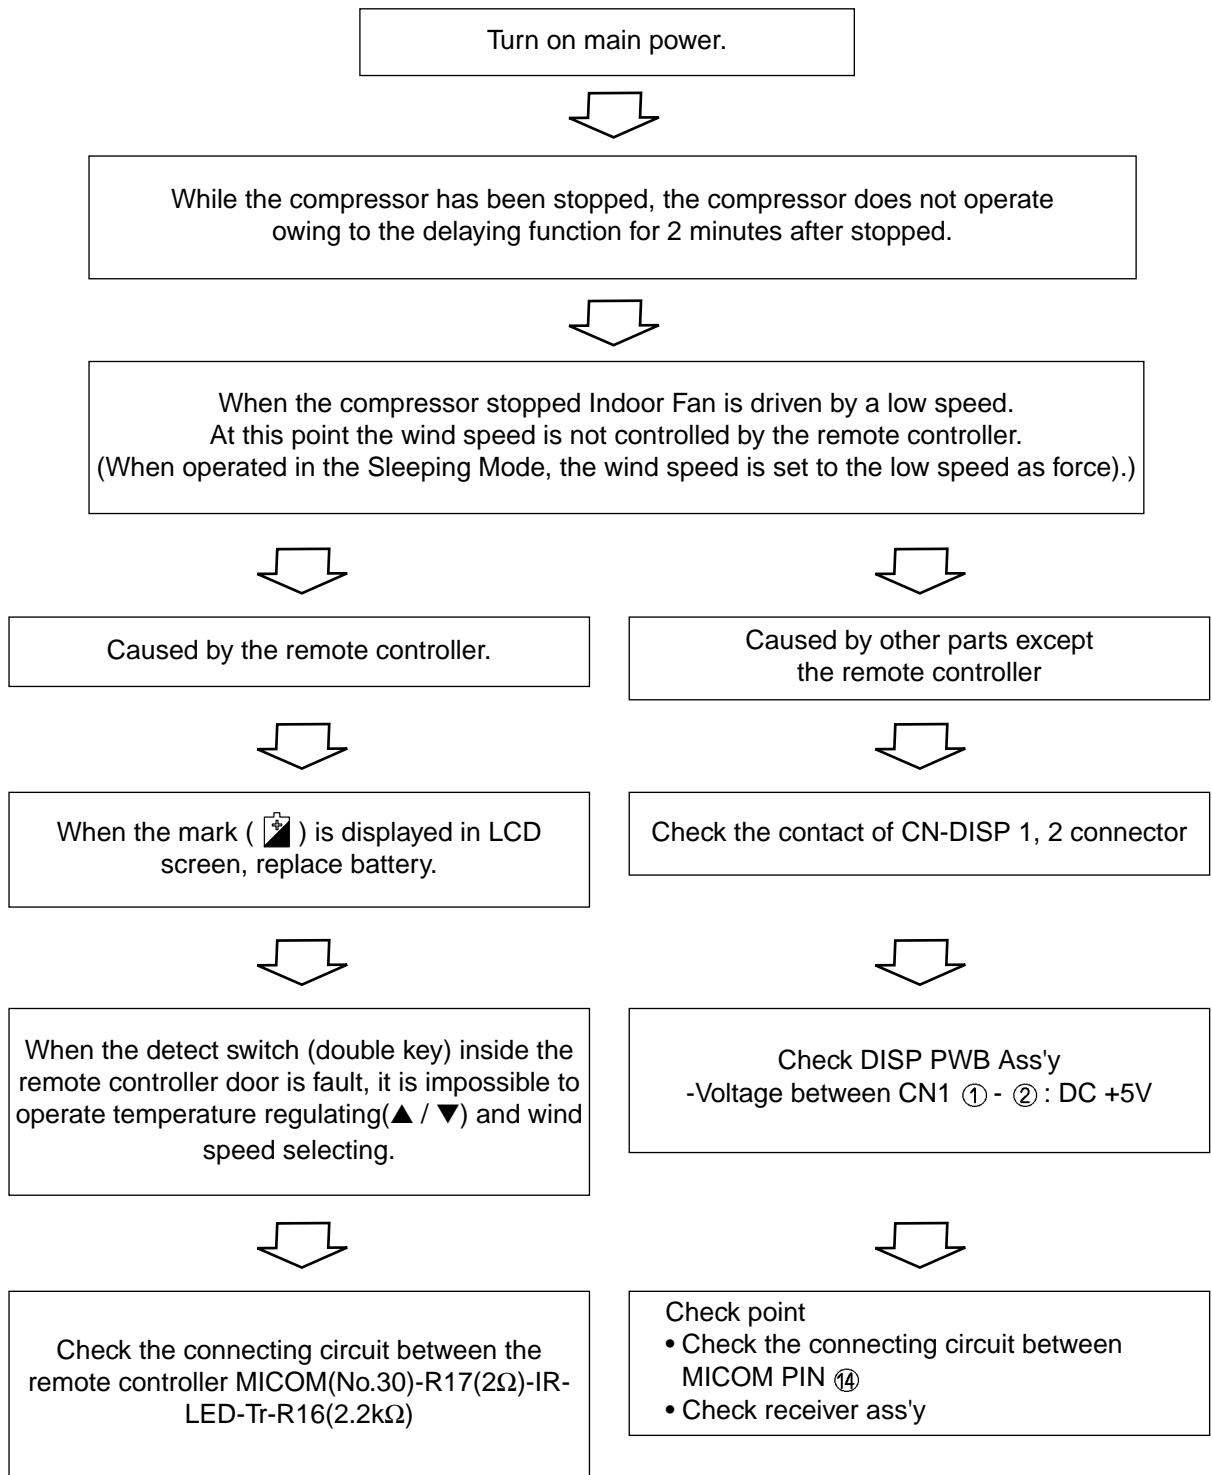 Turn on main power.
While the compressor has been stopped, the compressor does not operate
owing to the delaying function for 2 minutes after stopped.
When the compressor stopped Indoor Fan is driven by a low speed.
At this point the wind speed is not controlled by the remote controller.
(When operated in the Sleeping Mode, the wind speed is set to the low speed as force).)
Caused by the remote controller.
Caused by other parts except
the remote controller
When the mark ( ) is displayed in LCD
screen, replace battery.
Check the contact of CN-DISP 1, 2 connector
When the detect switch (double key) inside the
remote controller door is fault, it is impossible to
operate temperature regulating(▲ / ▼) and wind
speed selecting.
Check DISP PWB Ass'y
-Voltage between CN1 ① - ② : DC +5V
Check the connecting circuit between the
remote controller MICOM(No.30)-R17(2Ω)-IR-
LED-Tr-R16(2.2kΩ)
Check point
• Check the connecting circuit between
MICOM PIN ⑭
• Check receiver ass'y